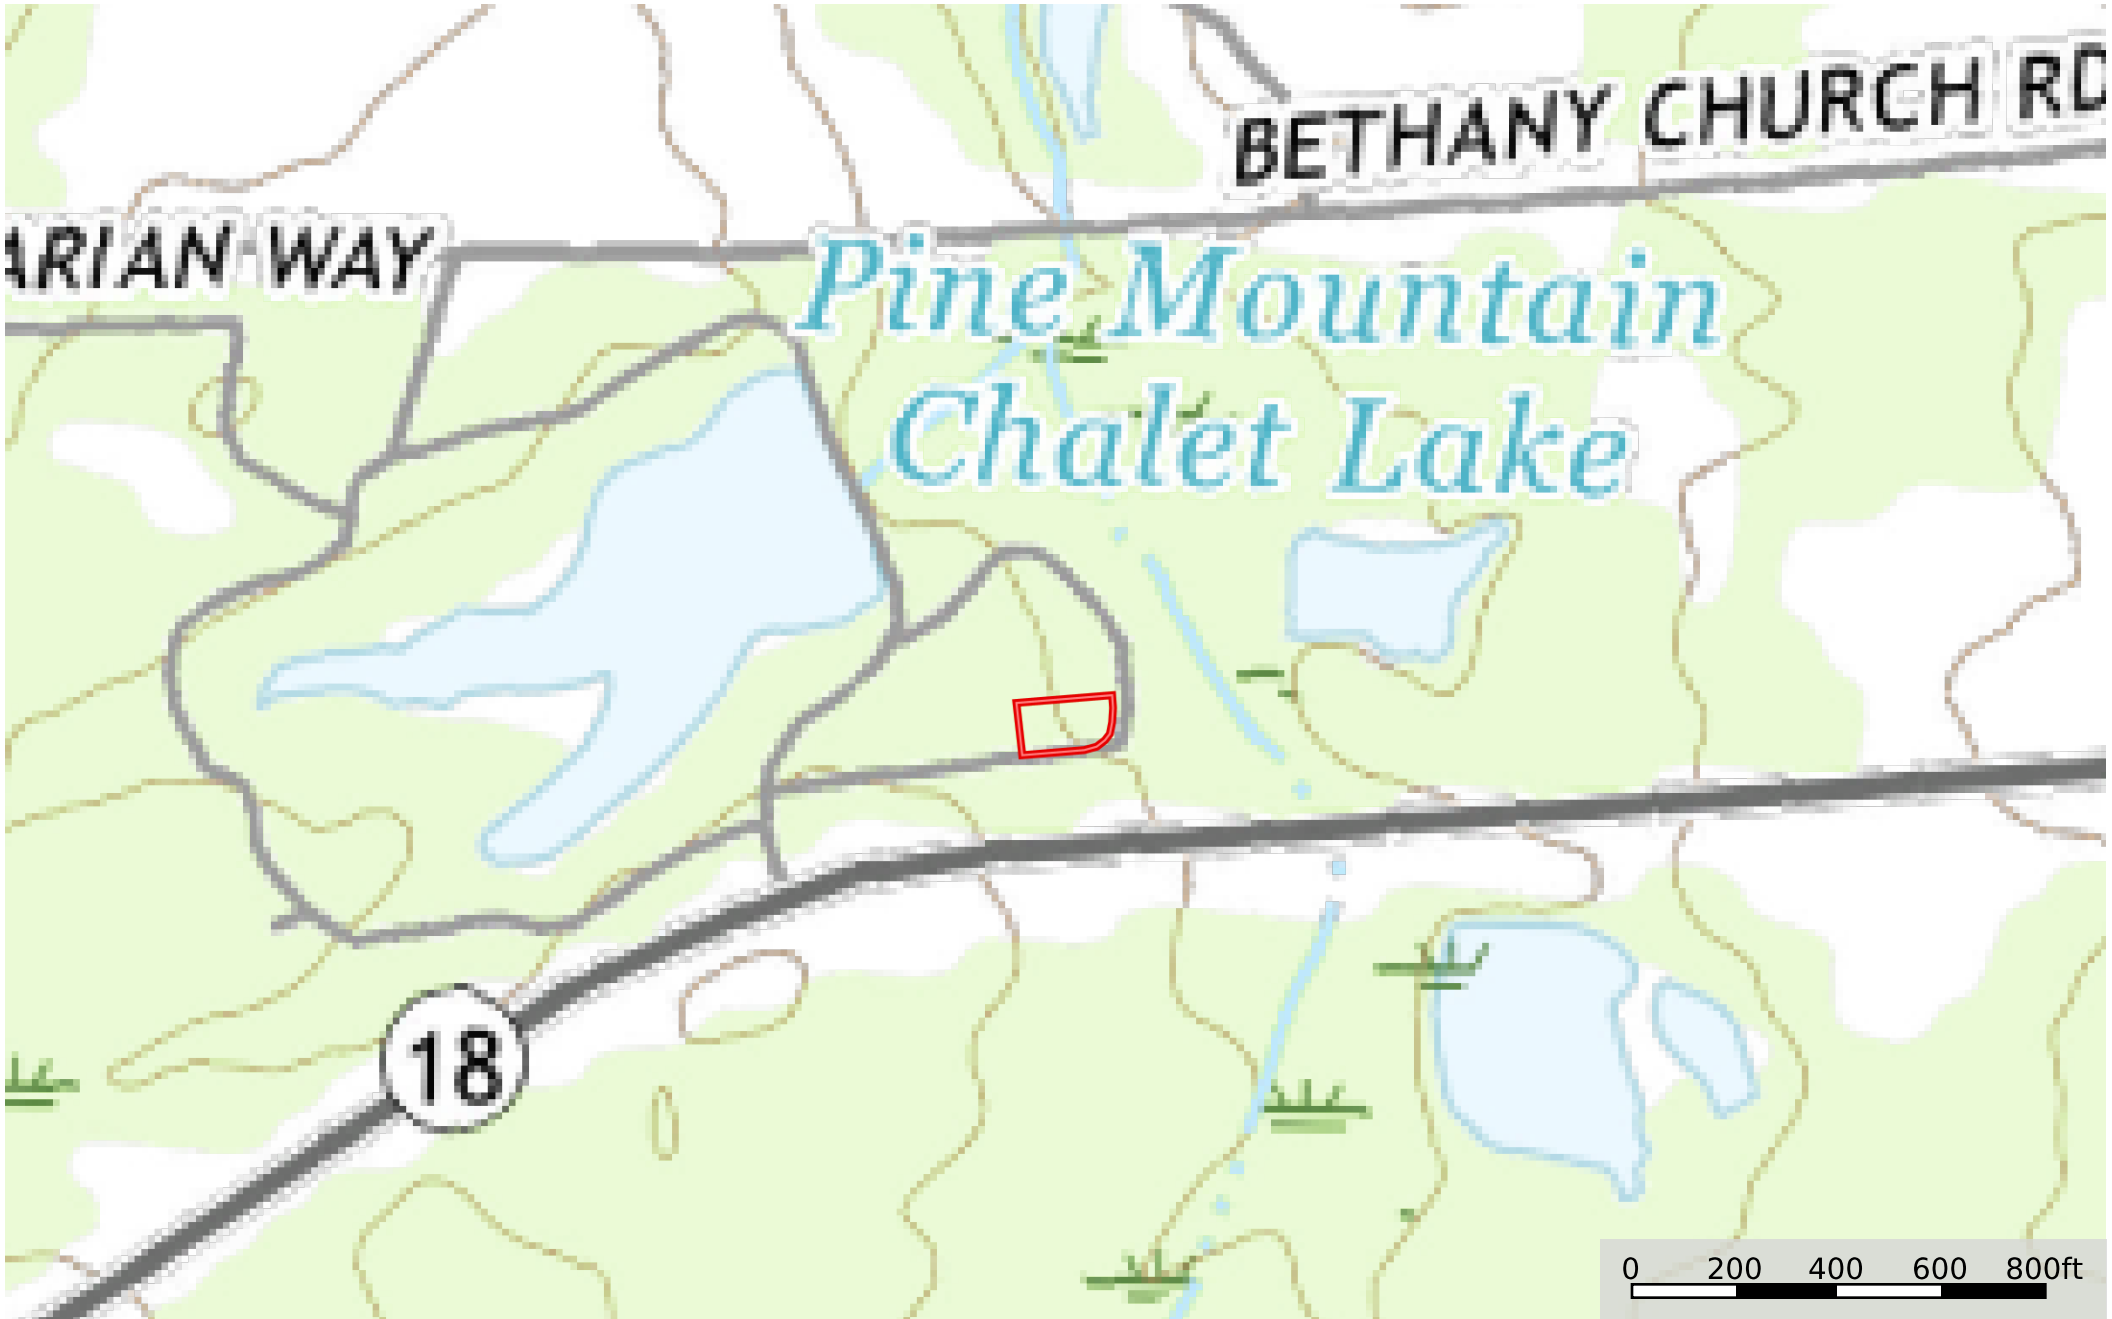 BETHANY CHURCH RD
ARIAN WAY
Pine Mountain
Chalet Lake
18
0 200 400 600 800ft